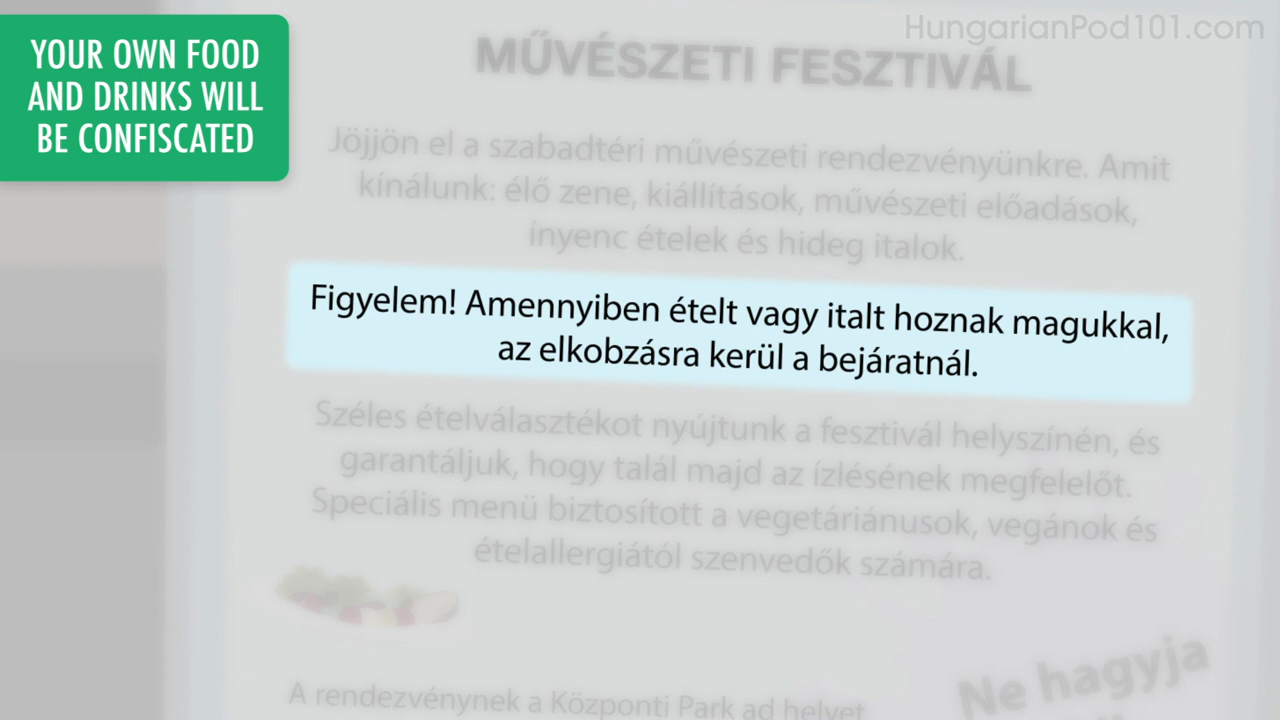 HungarianPod101.com
YOUR OWN FOOD
AND DRINKS WILL
BE CONFISCATED
MŰVÉSZETI FESZTIVÁL
Jöjjön el a szabadtéri művészeti rendezvényünkre. Amit
kínálunk: élő zene, kiállítások, művészeti előadások,
ínyenc ételek és hideg italok.
Figyelem! Amennyiben ételt vagy italt hoznak magukkal,
az elkobzásra kerül a bejáratnál.
Széles ételválasztékot nyújtunk a fesztivál helyszínén, és
garantáljuk, hogy talál majd az ízlésének megfelelőt.
Speciális menü biztosított a vegetáriánusok, vegánok és
ételallergiától szenvedők számára.
A rendezvénynek a Központi Park ad helyet
Ne hagyja